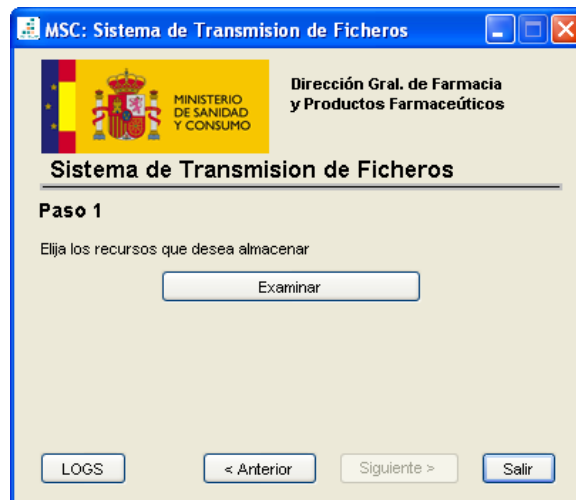 MSC: Sistema de Transmision de Ficheros
MINISTERIO
DE SANIDAD
Y CONSUMO
Dirección Gral. de Farmacia
y Productos Farmaceúticos
Sistema de Transmision de Ficheros
Paso 1
Elija los recursos que desea almacenar
Examinar
LOGS
< Anterior
Siguiente >
Salir